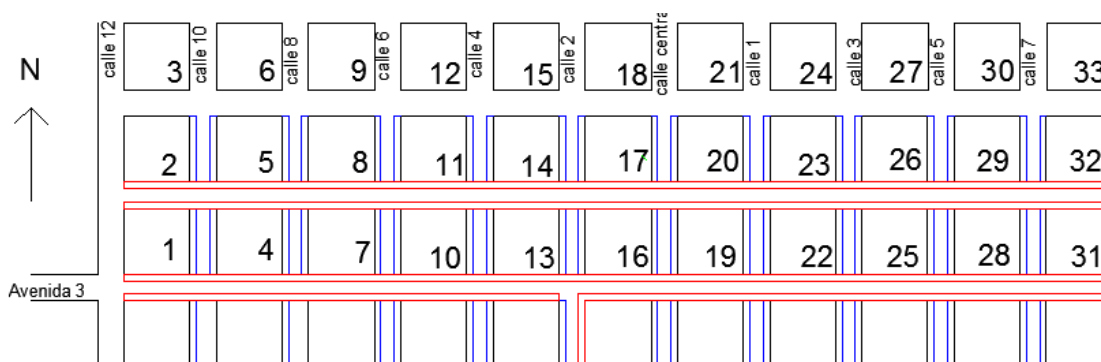 N
calle 12
3
calle 10
6
calle 8
9
calle 6
12
calle 4
15
calle 2
18
calle centra
21
calle 1
24
calle 3
27
calle 5
30
calle 7
33
2
5
8
11
14
17
20
23
26
29
32
1
4
7
10
13
16
19
22
25
28
31
Avenida 3